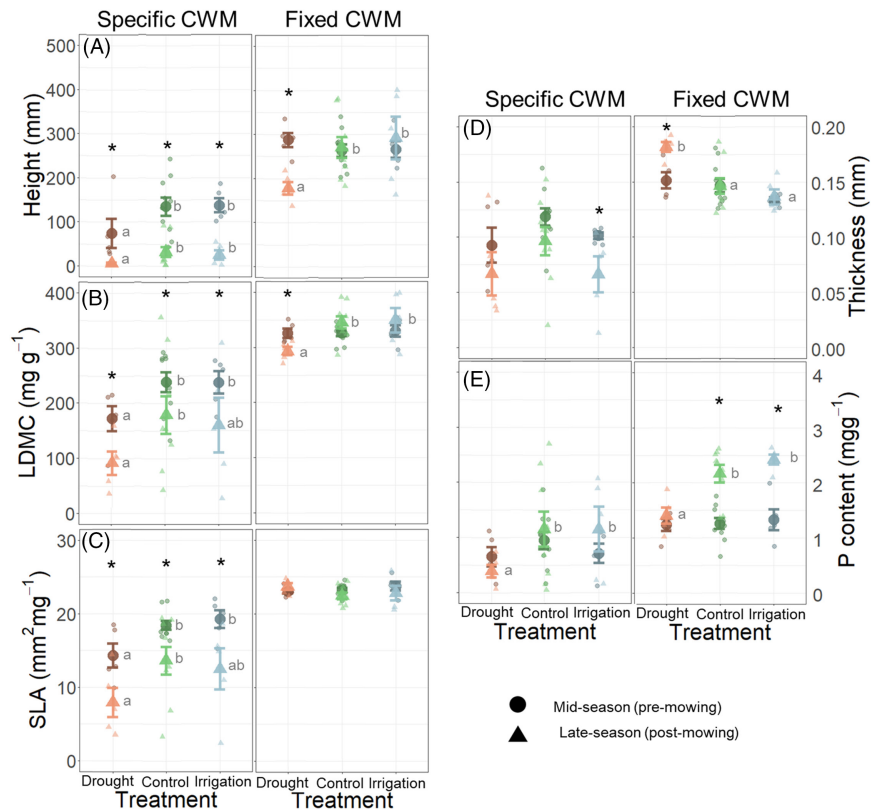 Specific CWM Fixed CWM
(A)
500
400
300
200
100
0
Height (mm)
* * * *
a b b
a b b
b b
a
(B)
400
300
200
100
0
LDMC (mg g⁻¹)
* * * *
a b b
a b ab
b b
a
(C)
30
20
10
0
SLA (mm²mg⁻¹)
* * *
a b b
a b ab
Drought Control Irrigation Drought Control Irrigation
Treatment Treatment
Specific CWM Fixed CWM
(D)
0.20
0.15
0.10
0.05
0.00
Thickness (mm)
* *
b a a
(E)
4
3
2
1
0
P content (mgg⁻¹)
* *
a b b
a b b
Drought Control Irrigation Drought Control Irrigation
Treatment Treatment
Mid-season (pre-mowing)
Late-season (post-mowing)